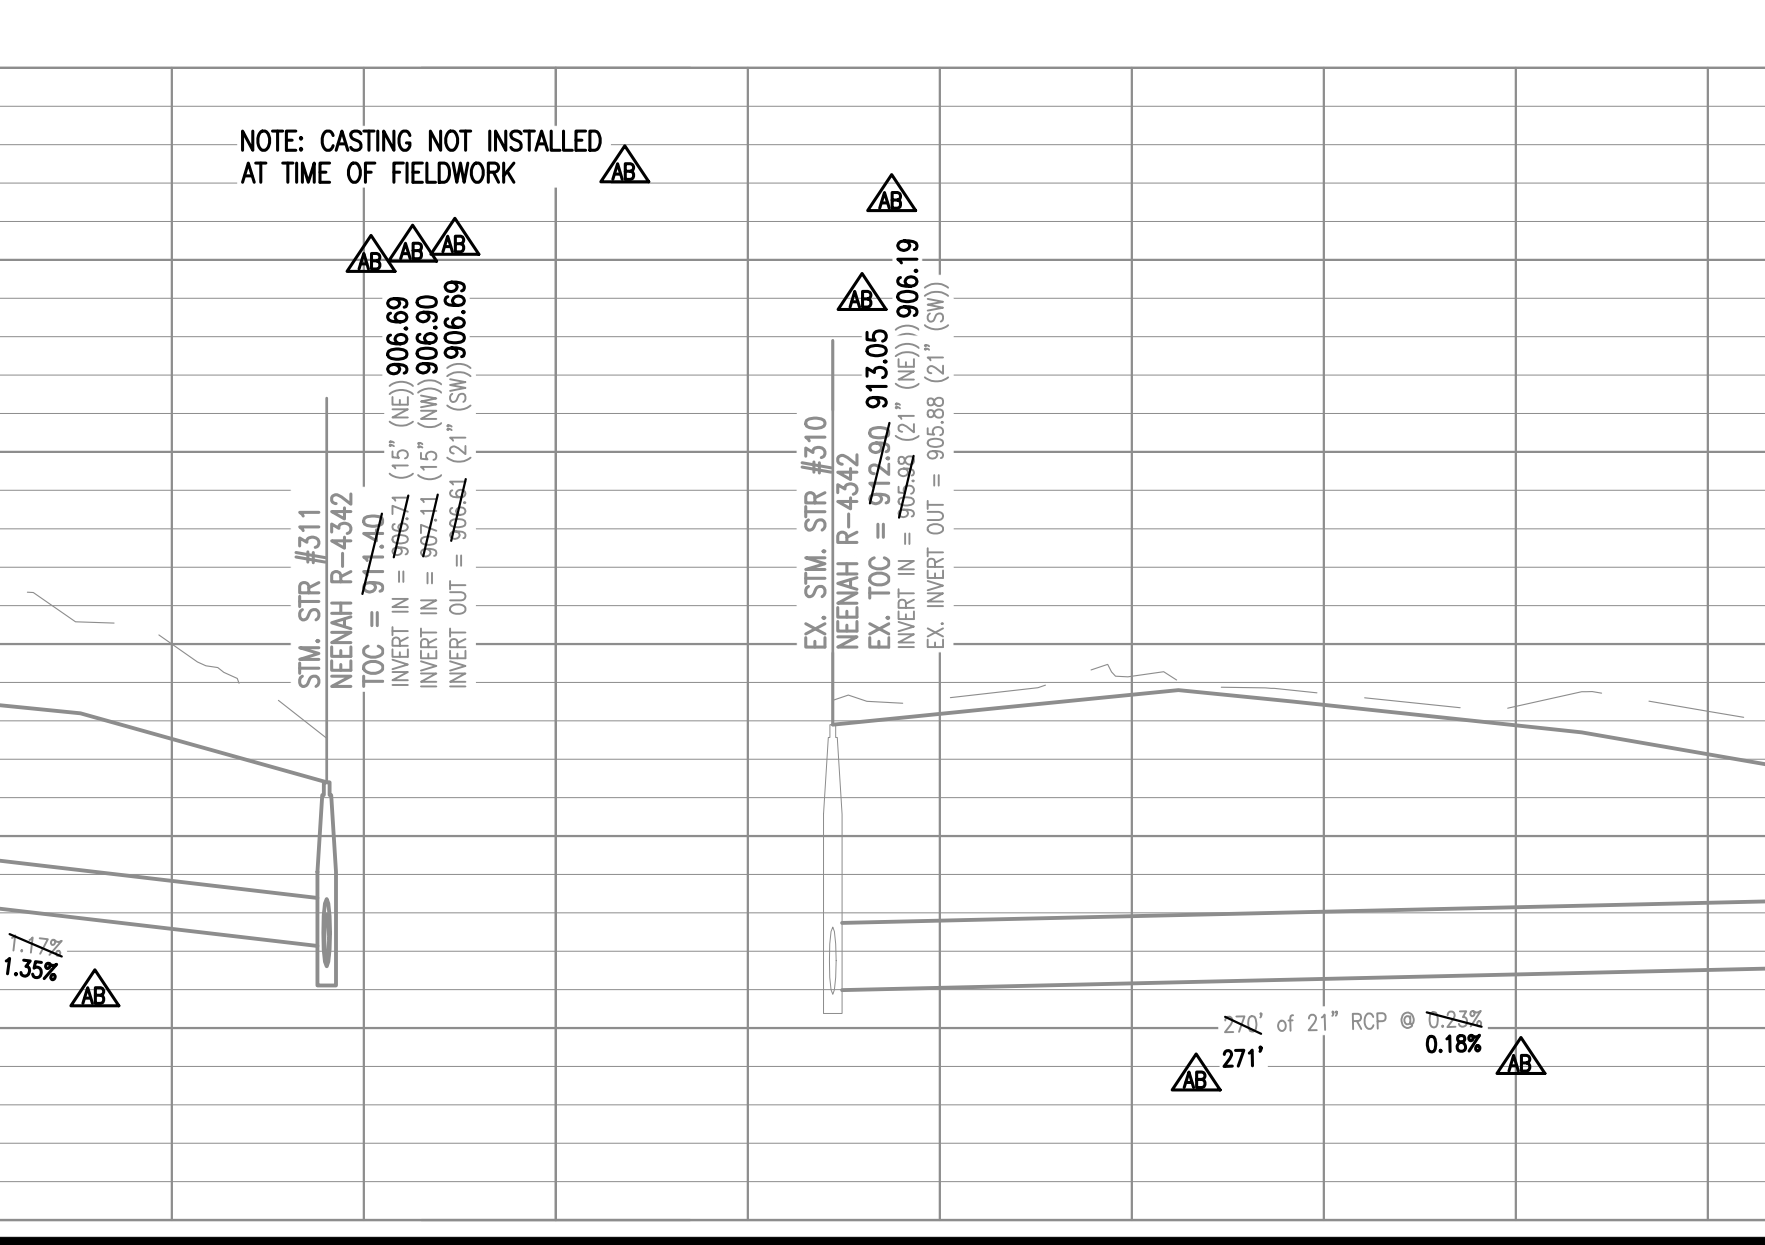 NOTE: CASTING NOT INSTALLED
AT TIME OF FIELDWORK
AB
AB
AB
AB
STM. STR #311
NEENAH R-4342
TOC = 911.40
INVERT IN = 906.71 (15" (NE)) 906.69
INVERT IN = 907.11 (15" (NW)) 906.90
INVERT OUT = 906.61 (21" (SW)) 906.69
AB
AB
EX. STM. STR #310
NEENAH R-4342
EX. TOC = 912.90 913.05
INVERT IN = 905.98 (21" (NE))) 906.19
EX. INVERT OUT = 905.88 (21" (SW))
1.17%
1.35%
AB
270' of 21" RCP @ 0.23%
271'
0.18%
AB
AB